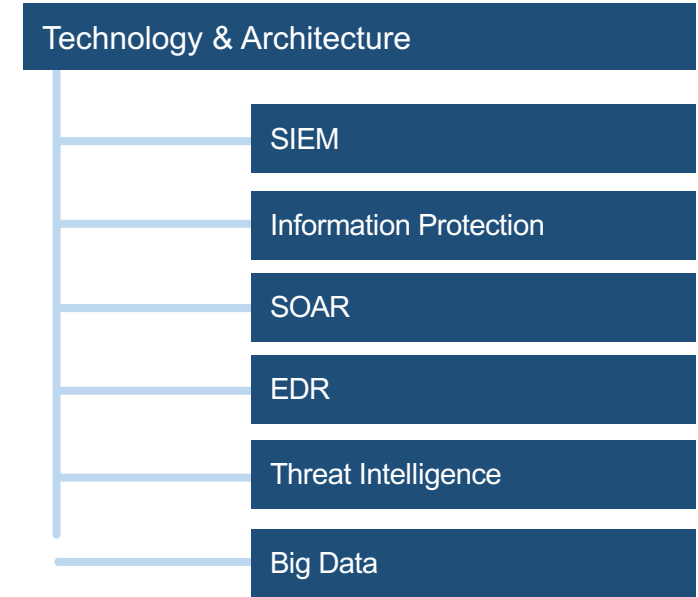 Technology & Architecture
SIEM
Information Protection
SOAR
EDR
Threat Intelligence
Big Data